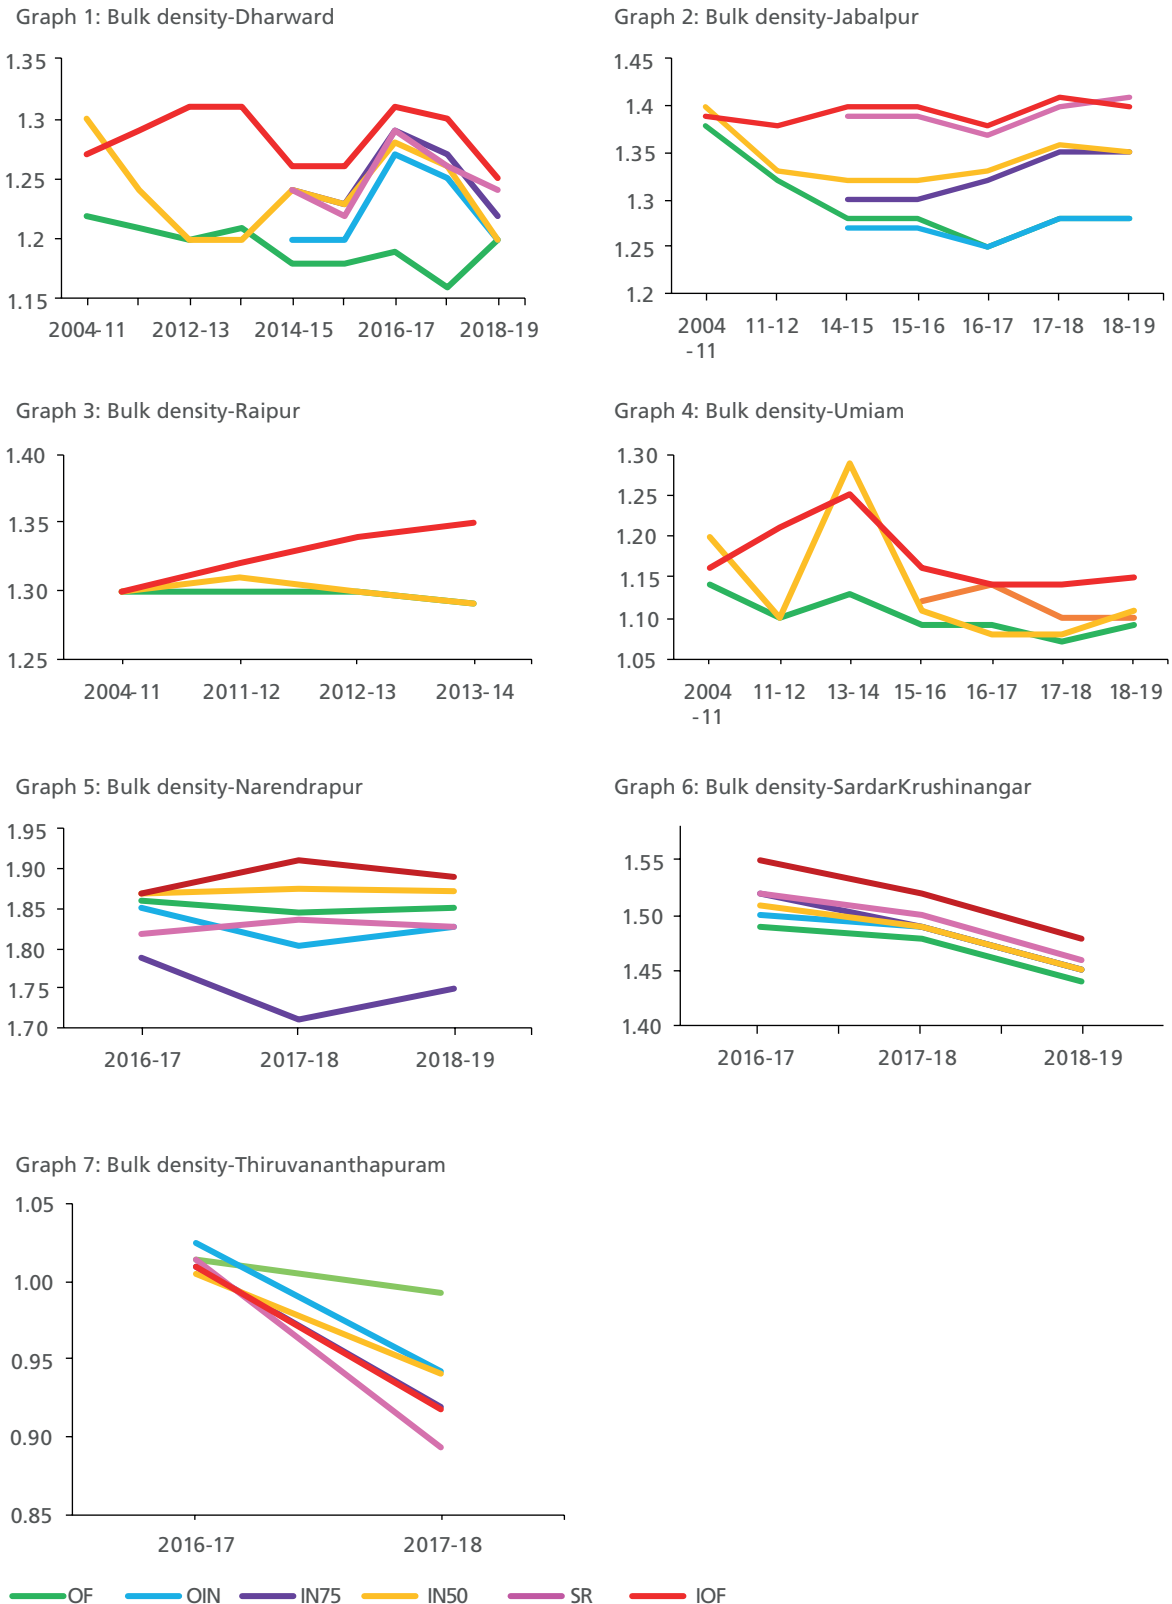 Graph 1: Bulk density-Dharward
1.35
1.3
1.25
1.2
1.15
2004-11 2012-13 2014-15 2016-17 2018-19
Graph 2: Bulk density-Jabalpur
1.45
1.4
1.35
1.3
1.25
1.2
2004 11-12 14-15 15-16 16-17 17-18 18-19
-11
Graph 3: Bulk density-Raipur
1.40
1.35
1.30
1.25
2004-11 2011-12 2012-13 2013-14
Graph 4: Bulk density-Umiam
1.30
1.25
1.20
1.15
1.10
1.05
2004 11-12 13-14 15-16 16-17 17-18 18-19
-11
Graph 5: Bulk density-Narendrapur
1.95
1.90
1.85
1.80
1.75
1.70
2016-17 2017-18 2018-19
Graph 6: Bulk density-SardarKrushinangar
1.55
1.50
1.45
1.40
2016-17 2017-18 2018-19
Graph 7: Bulk density-Thiruvananthapuram
1.05
1.00
0.95
0.90
0.85
2016-17 2017-18
OF OIN IN75 IN50 SR IOF